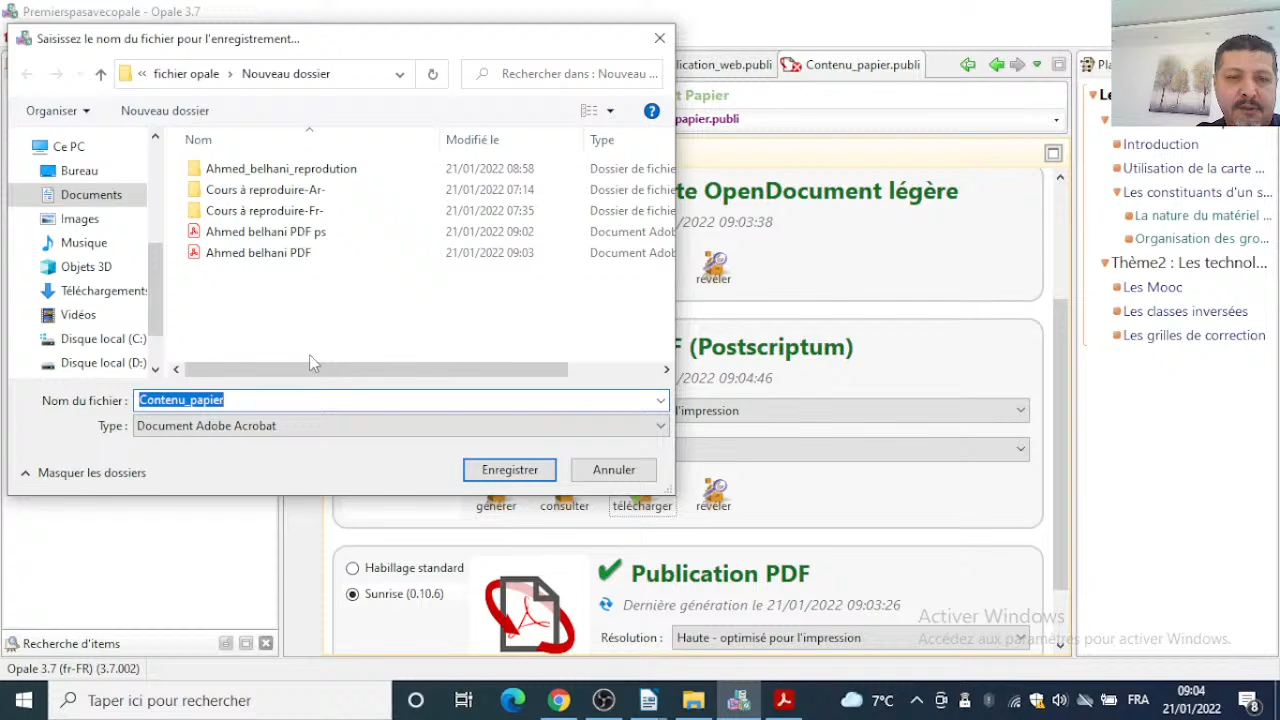 Premierspasavecopale - Opale 3.7
Saisissez le nom du fichier pour l'enregistrement...
fichier opale
Nouveau dossier
Rechercher dans : Nouveau ...
Organiser
Nouveau dossier
Ce PC
Bureau
Documents
Images
Musique
Objets 3D
Téléchargements
Vidéos
Disque local (C:)
Disque local (D:)
Nom
Modifié le
Type
Ahmed_belhani_reprodution
21/01/2022 08:58
Dossier de fichie
Cours à reproduire-Ar-
21/01/2022 07:14
Dossier de fichie
Cours à reproduire-Fr-
21/01/2022 07:35
Dossier de fichie
Ahmed belhani PDF ps
21/01/2022 09:02
Document Adob
Ahmed belhani PDF
21/01/2022 09:03
Document Adob
Nom du fichier :
Contenu_papier
Type :
Document Adobe Acrobat
Masquer les dossiers
Enregistrer
Annuler
lication_web.publi
Contenu_papier.publi
t Papier
papier.publi
te OpenDocument légère
/2022 09:03:38
révéler
F (Postscriptum)
/2022 09:04:46
l'impression
générer
consulter
télécharger
révéler
Habillage standard
Sunrise (0.10.6)
Publication PDF
Dernière génération le 21/01/2022 09:03:26
Résolution :
Haute - optimisé pour l'impression
Pla
Le
Introduction
Utilisation de la carte ...
Les constituants d'un s...
La nature du matériel ...
Organisation des gro...
Thème2 : Les technol...
Les Mooc
Les classes inversées
Les grilles de correction
Activer Windows
Accédez aux paramètres pour activer Windows.
Recherche d'items
Opale 3.7 (fr-FR) (3.7.002)
Taper ici pour rechercher
7°C
FRA
09:04
21/01/2022
8